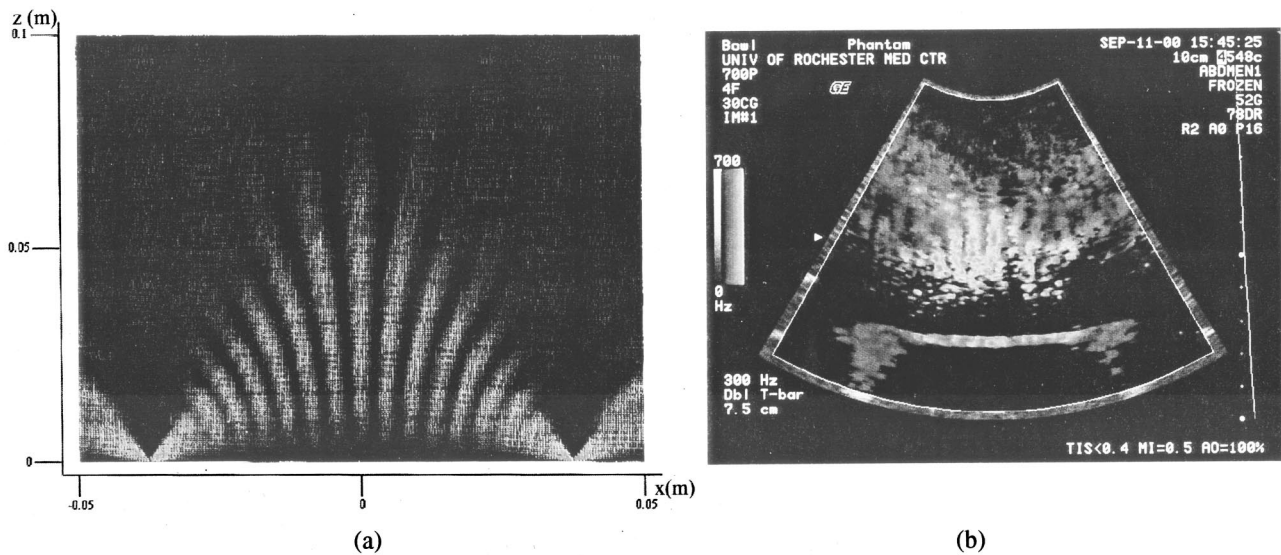 z (m)
0.1
0.05
0
-0.05
0
0.05
x(m)
(a)
Bowl Phantom
UNIV OF ROCHESTER MED CTR
700P
4F
30CG
IM#1
GE
SEP-11-00 15:45:25
10cm 4548c
ABDMEN1
FROZEN
52G
78DR
R2 A0 P16
700
0
Hz
300 Hz
Dbl T-bar
7.5 cm
TIS<0.4 MI=0.5 AO=100%
(b)